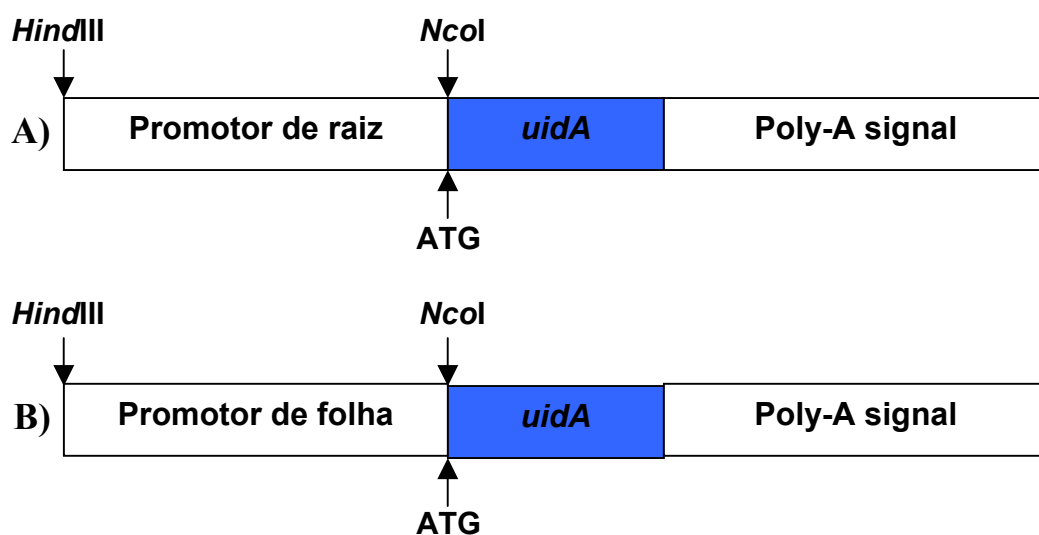 HindIII NcoI
A) Promotor de raiz uidA Poly-A signal
ATG
HindIII NcoI
B) Promotor de folha uidA Poly-A signal
ATG